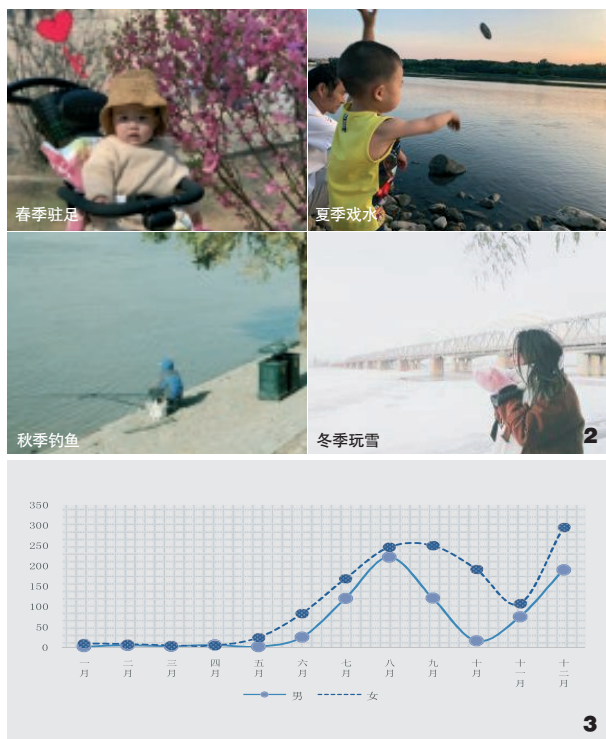 春季驻足
夏季戏水
秋季钓鱼
冬季玩雪
2
350
300
250
200
150
100
50
0
一月 二月 三月 四月 五月 六月 七月 八月 九月 十月 十一月 十二月
男 女
3